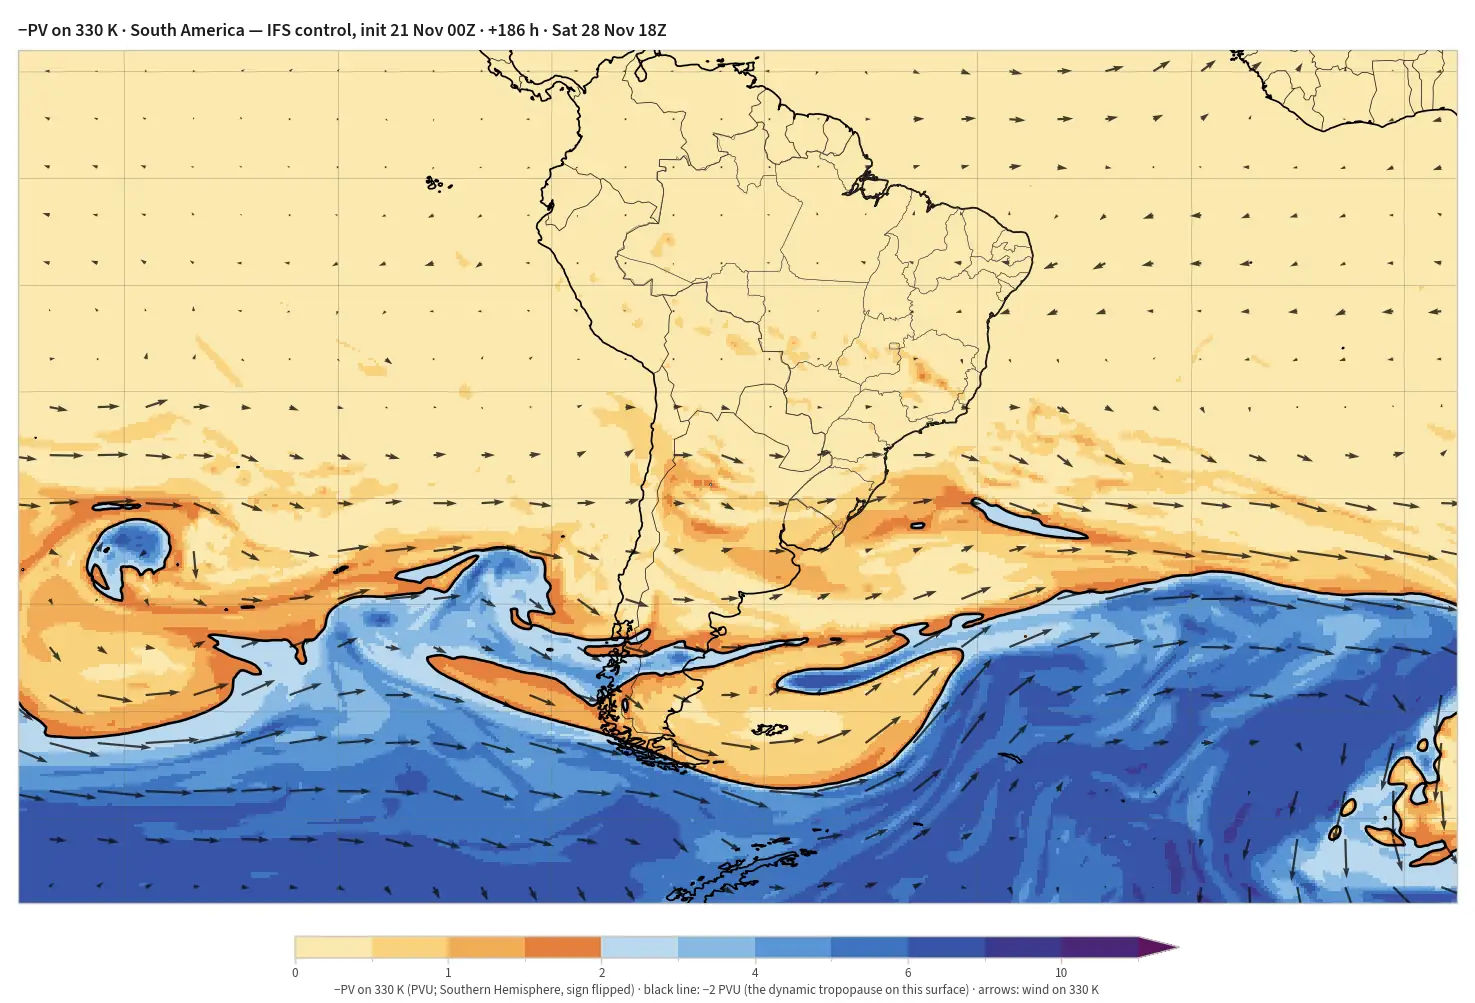 −PV on 330 K · South America — IFS control, init 21 Nov 00Z · +186 h · Sat 28 Nov 18Z
0 1 2 4 6 10
−PV on 330 K (PVU; Southern Hemisphere, sign flipped) · black line: −2 PVU (the dynamic tropopause on this surface) · arrows: wind on 330 K